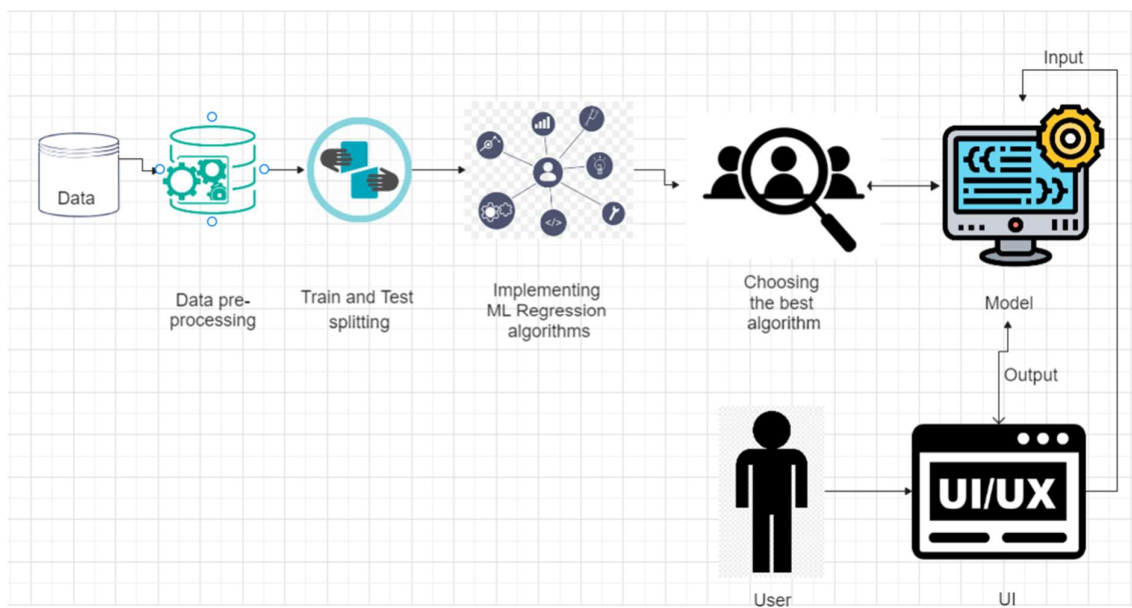 Input
Data
Data pre-
processing
Train and Test
splitting
Implementing
ML Regression
algorithms
</>
Choosing
the best
algorithm
Model
Output
UI/UX
User
UI